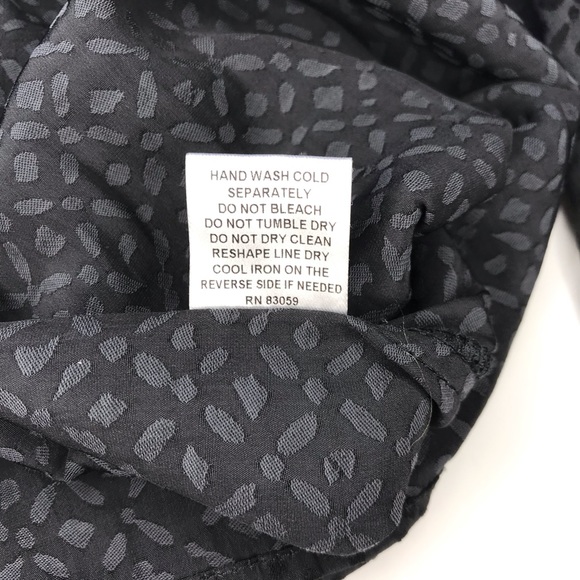 HAND WASH COLD
SEPARATELY
DO NOT BLEACH
DO NOT TUMBLE DRY
DO NOT DRY CLEAN
RESHAPE LINE DRY
COOL IRON ON THE
REVERSE SIDE IF NEEDED
RN 83059